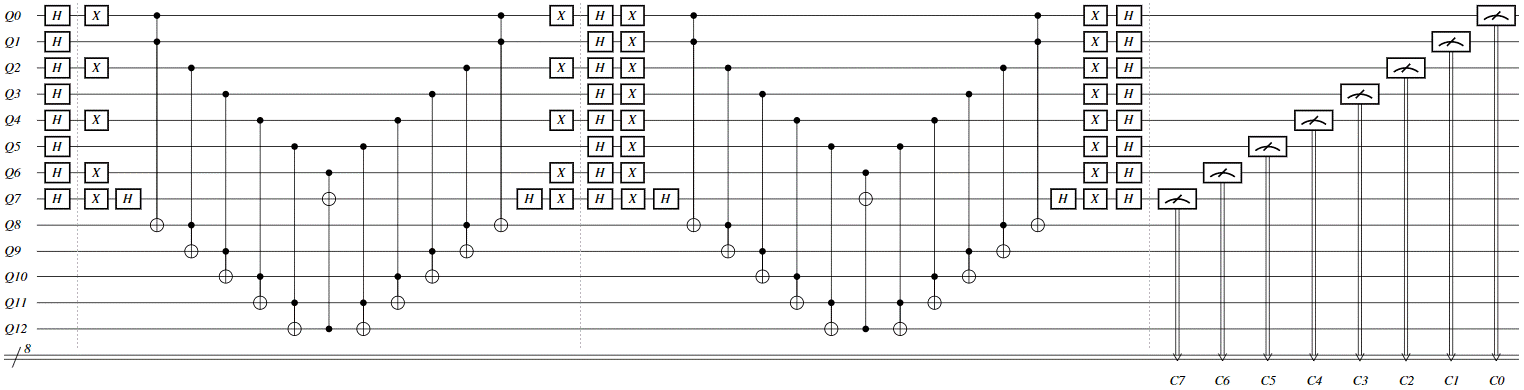 Q0 H X X H X X H
Q1 H H X X H
Q2 H X X H X X H
Q3 H H X X H
Q4 H X X H X X H
Q5 H H X X H
Q6 H X X H X X H
Q7 H X H H X H X H H X H
Q8
Q9
Q10
Q11
Q12
8
C7 C6 C5 C4 C3 C2 C1 C0